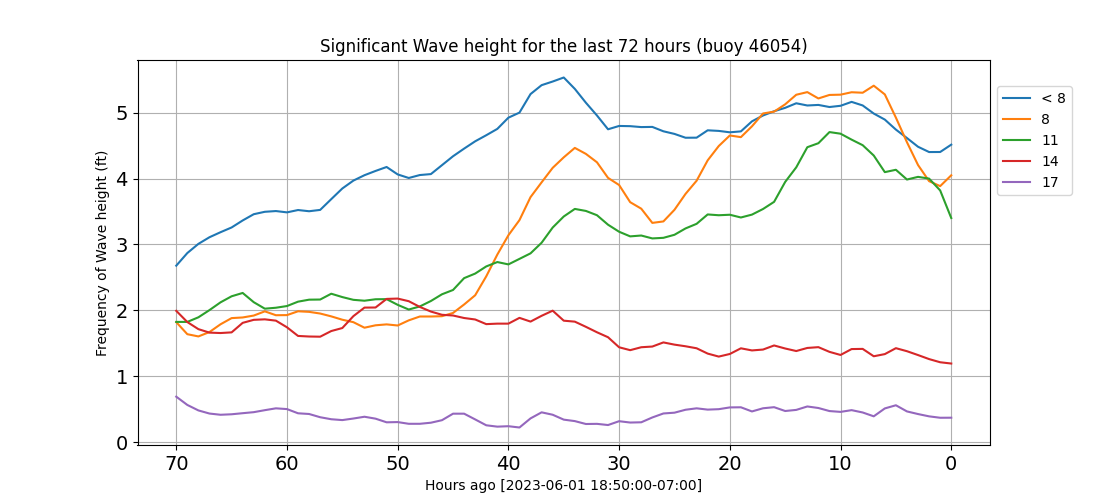 Significant Wave height for the last 72 hours (buoy 46054)
Frequency of Wave height (ft)
5
4
3
2
1
0
70 60 50 40 30 20 10 0
Hours ago [2023-06-01 18:50:00-07:00]
< 8
8
11
14
17